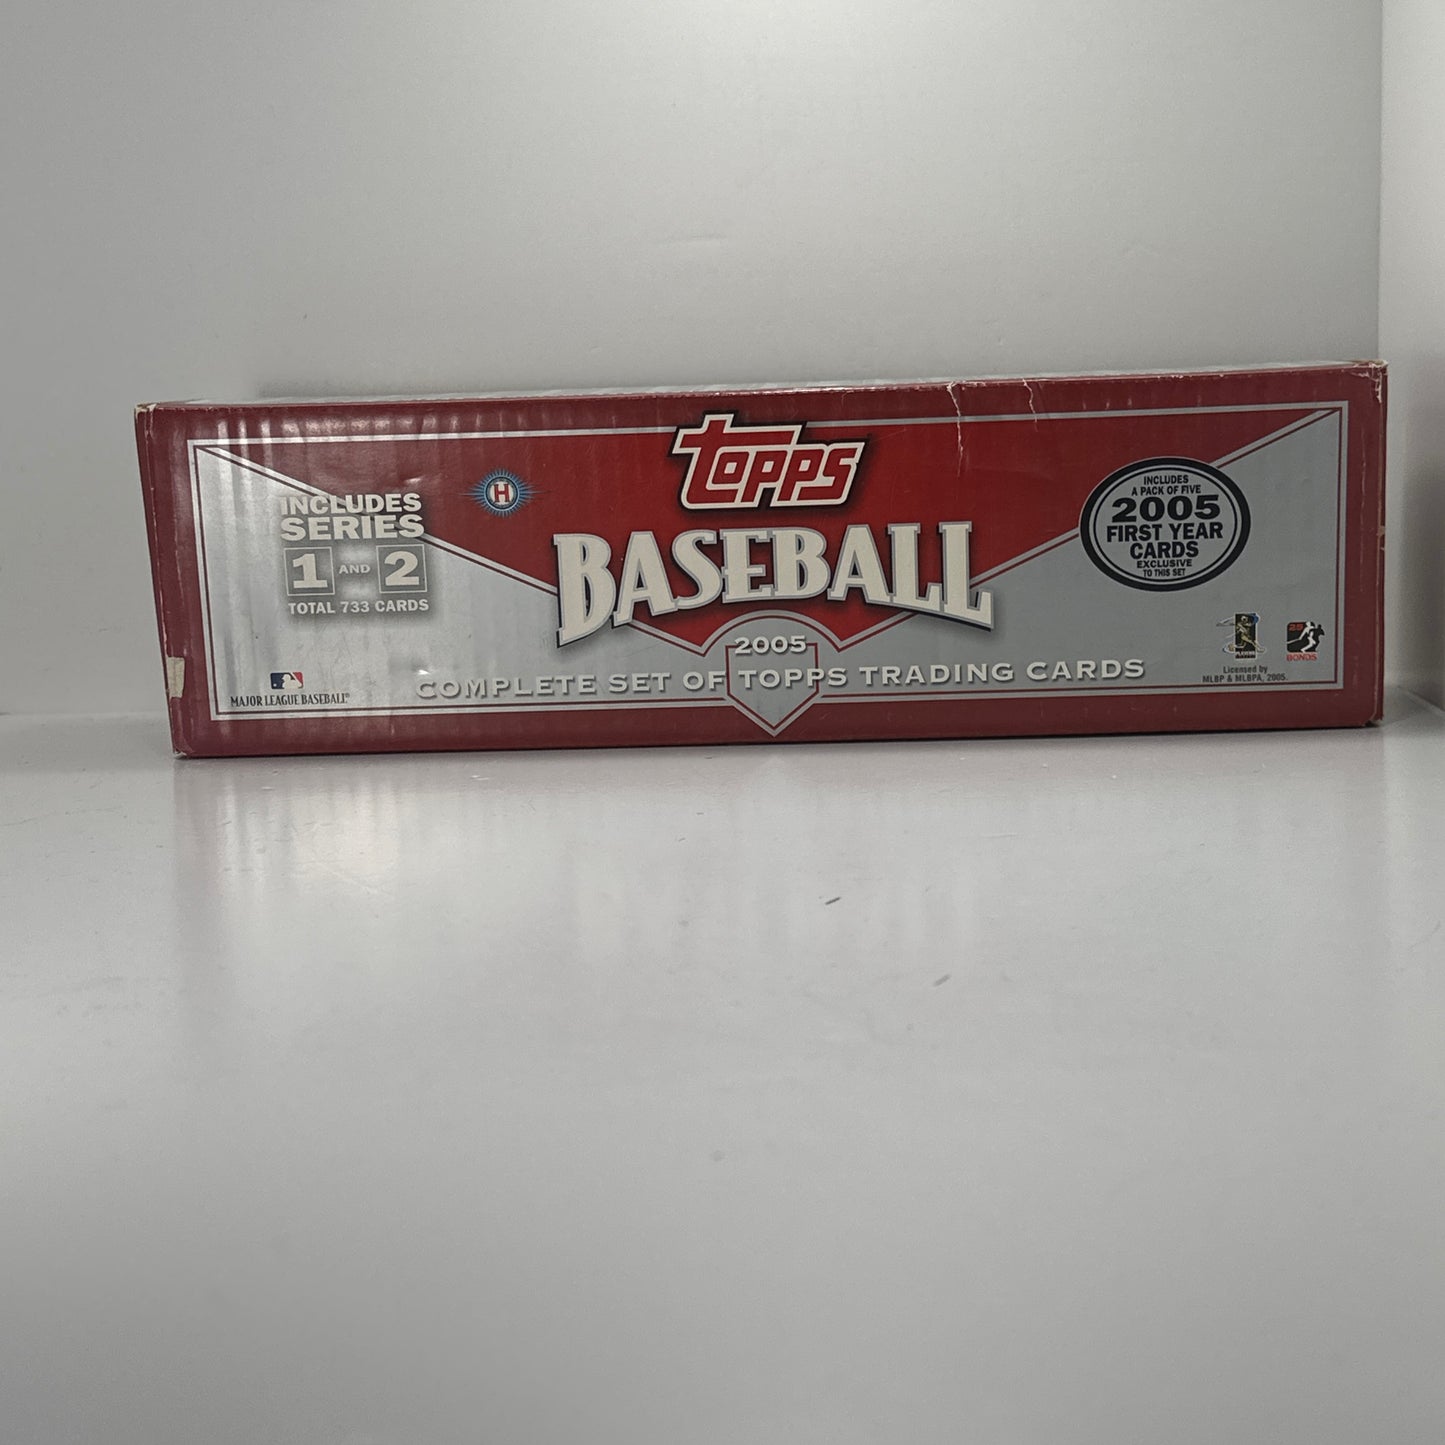 INCLUDES
SERIES
1 AND 2
TOTAL 733 CARDS
H
MAJOR LEAGUE BASEBALL®
Topps
BASEBALL
2005
COMPLETE SET OF TOPPS TRADING CARDS
INCLUDES
A PACK OF FIVE
2005
FIRST YEAR
CARDS
EXCLUSIVE
TO THIS SET
25
BONDS
Licensed by
MLBP & MLBPA, 2005.